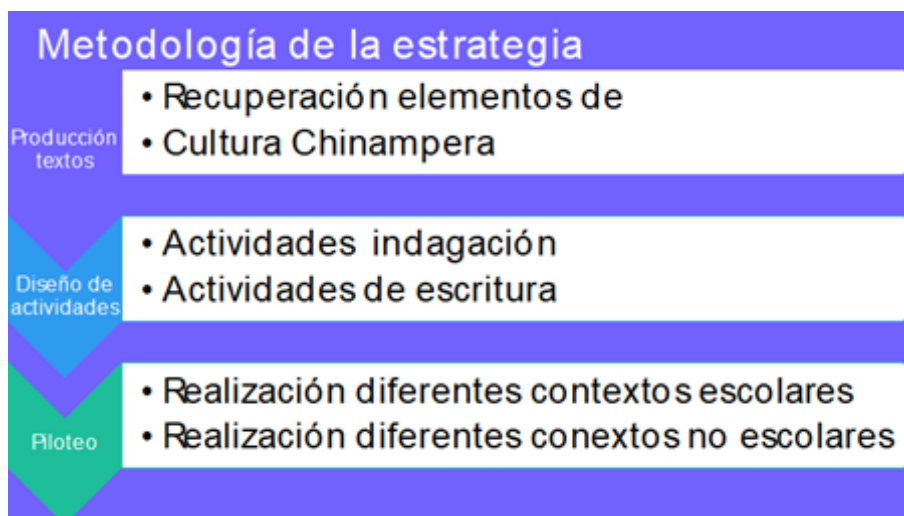 Metodología de la estrategia
Producción
textos
• Recuperación elementos de
• Cultura Chinampera
Diseño de
actividades
• Actividades indagación
• Actividades de escritura
Piloteo
• Realización diferentes contextos escolares
• Realización diferentes conextos no escolares